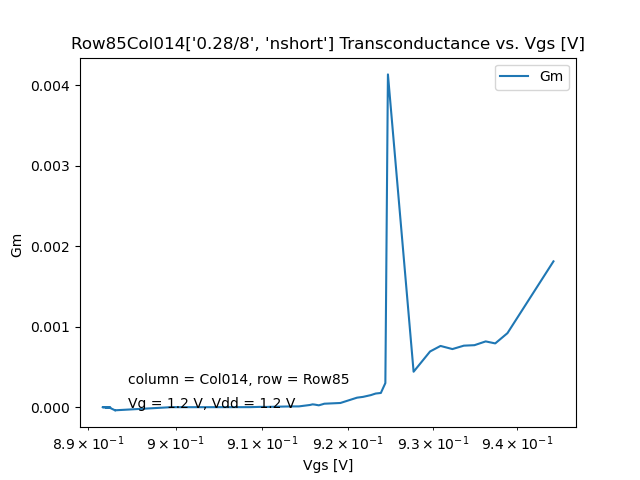 Row85Col014['0.28/8', 'nshort'] Transconductance vs. Vgs [V]
Gm
0.004
0.003
0.002
0.001
0.000
Gm
column = Col014, row = Row85
Vg = 1.2 V, Vdd = 1.2 V
8.9 × 10⁻¹ 9 × 10⁻¹ 9.1 × 10⁻¹ 9.2 × 10⁻¹ 9.3 × 10⁻¹ 9.4 × 10⁻¹
Vgs [V]